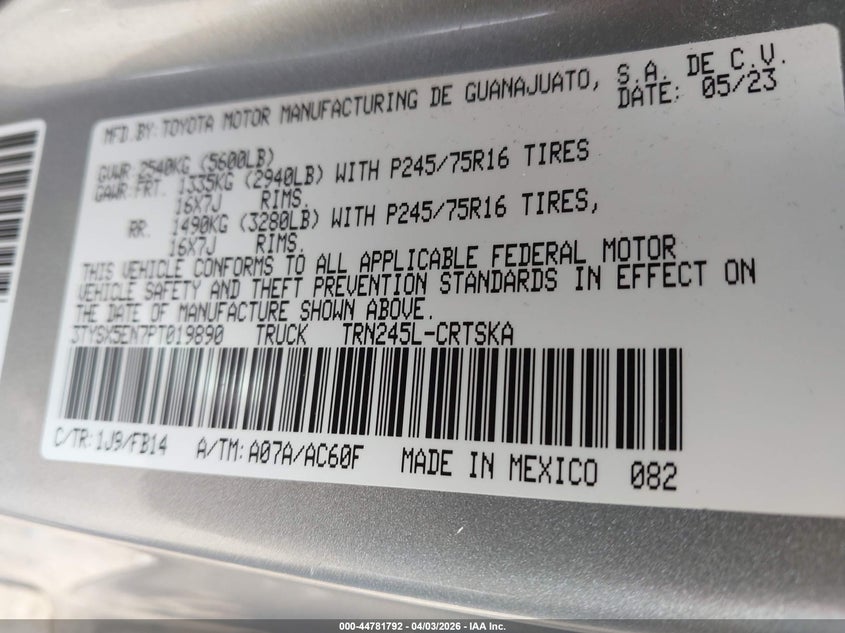 MFD.BY: TOYOTA MOTOR MANUFACTURING DE GUANAJUATO, S.A. DE C.V.
DATE: 05/23
GVWR: 2540KG (5600LB)
GAWR: FRT. 1335KG (2940LB) WITH P245/75R16 TIRES
16X7J RIMS.
RR. 1490KG (3280LB) WITH P245/75R16 TIRES,
16X7J RIMS.
THIS VEHICLE CONFORMS TO ALL APPLICABLE FEDERAL MOTOR
VEHICLE SAFETY AND THEFT PREVENTION STANDARDS IN EFFECT ON
THE DATE OF MANUFACTURE SHOWN ABOVE.
3TYSX5EN7PT019890 TRUCK TRN245L-CRTSKA
C/TR: 1J9/FB14 A/TM: A07A/AC60F MADE IN MEXICO 082
000-44781792 - 04/03/2026 - IAA Inc.